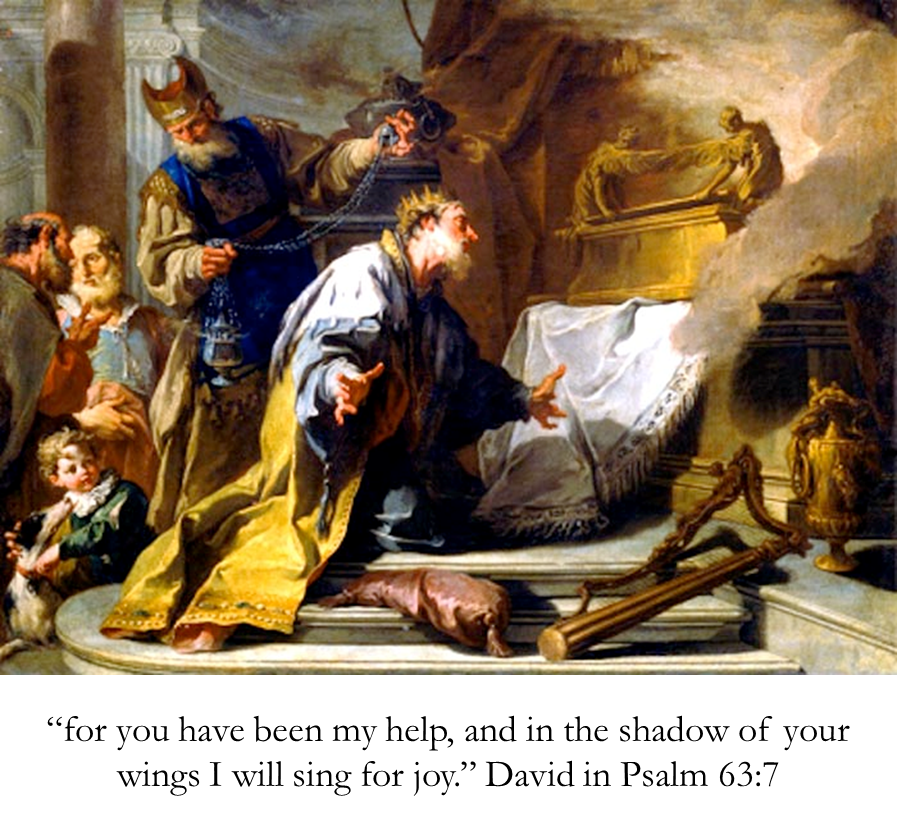 “for you have been my help, and in the shadow of your
wings I will sing for joy.” David in Psalm 63:7